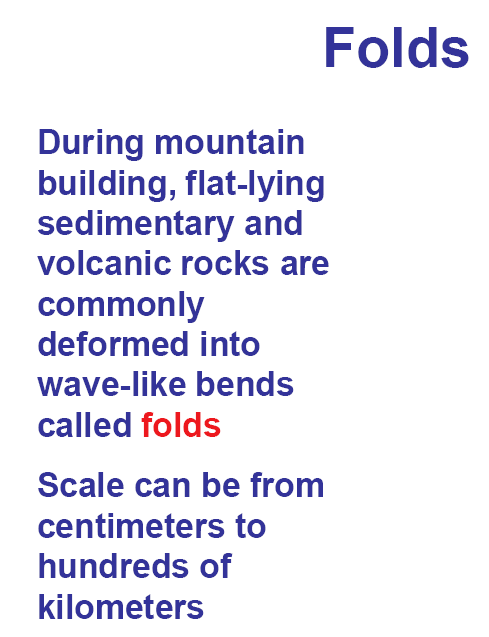 Folds
During mountain
building, flat-lying
sedimentary and
volcanic rocks are
commonly
deformed into
wave-like bends
called folds
Scale can be from
centimeters to
hundreds of
kilometers